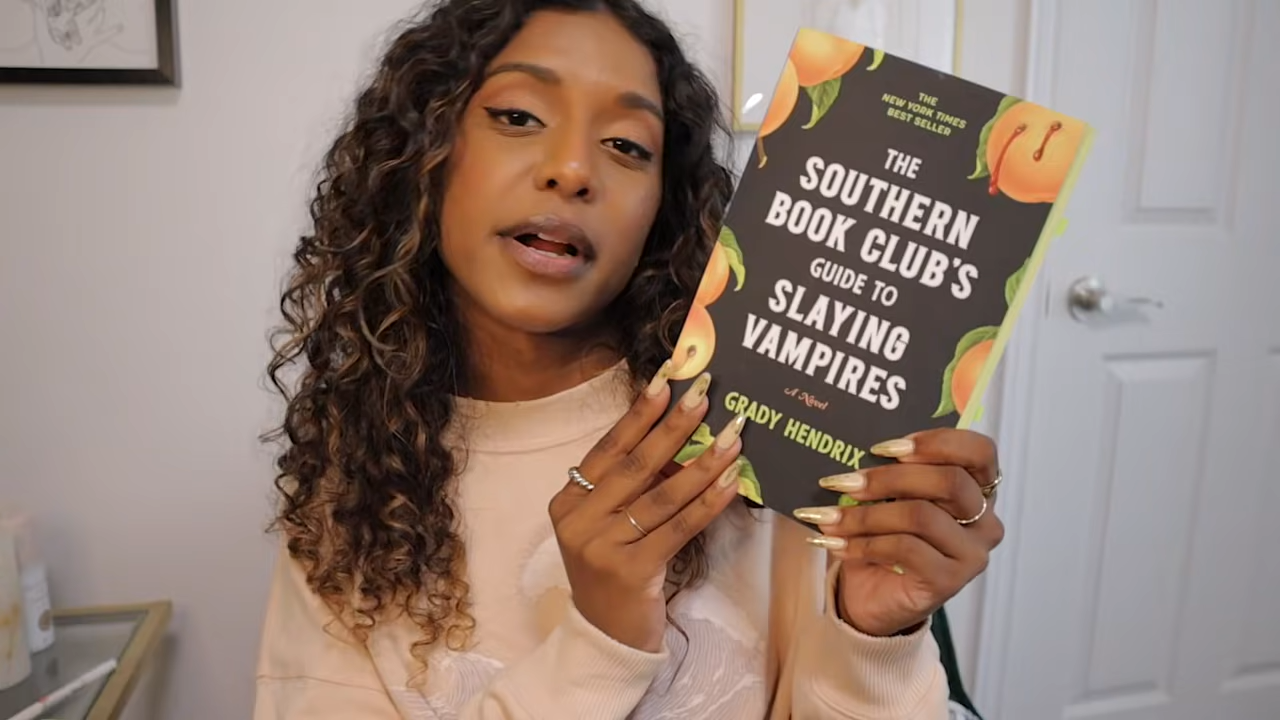 THE
NEW YORK TIMES
BEST SELLER
THE
SOUTHERN
BOOK CLUB'S
GUIDE TO
SLAYING
VAMPIRES
A Novel
GRADY HENDRIX